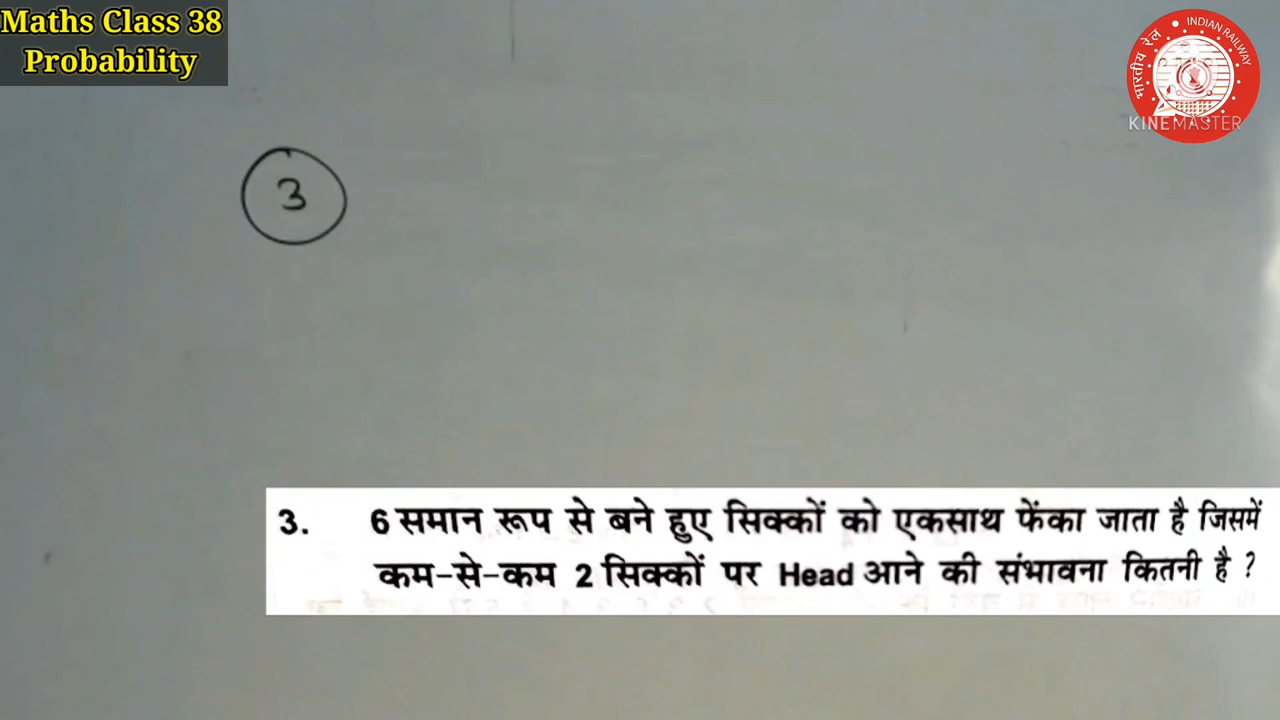 Maths Class 38
Probability
भारतीय रेल • INDIAN RAILWAY
KINEMASTER
3
3. 6 समान रूप से बने हुए सिक्कों को एकसाथ फेंका जाता है जिसमें
कम-से-कम 2 सिक्कों पर Head आने की संभावना कितनी है ?